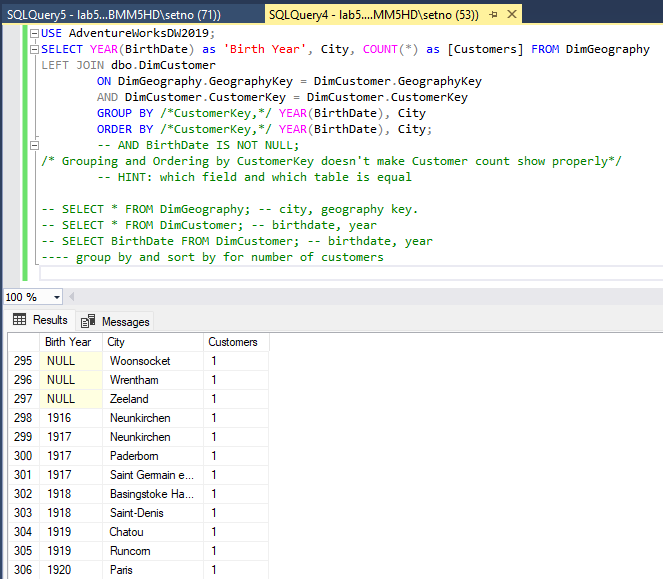 SQLQuery5 - lab5...BMM5HD\setno (71))
SQLQuery4 - lab5....MM5HD\setno (53))
USE AdventureWorksDW2019;
SELECT YEAR(BirthDate) as 'Birth Year', City, COUNT(*) as [Customers] FROM DimGeography
LEFT JOIN dbo.DimCustomer
ON DimGeography.GeographyKey = DimCustomer.GeographyKey
AND DimCustomer.CustomerKey = DimCustomer.CustomerKey
GROUP BY /*CustomerKey,*/ YEAR(BirthDate), City
ORDER BY /*CustomerKey,*/ YEAR(BirthDate), City;
-- AND BirthDate IS NOT NULL;
/* Grouping and Ordering by CustomerKey doesn't make Customer count show properly*/
-- HINT: which field and which table is equal
-- SELECT * FROM DimGeography; -- city, geography key.
-- SELECT * FROM DimCustomer; -- birthdate, year
-- SELECT BirthDate FROM DimCustomer; -- birthdate, year
---- group by and sort by for number of customers
100 %
Results Messages
Birth Year City Customers
295 NULL Woonsocket 1
296 NULL Wrentham 1
297 NULL Zeeland 1
298 1916 Neunkirchen 1
299 1917 Neunkirchen 1
300 1917 Paderborn 1
301 1917 Saint Germain e... 1
302 1918 Basingstoke Ha... 1
303 1918 Saint-Denis 1
304 1919 Chatou 1
305 1919 Runcorn 1
306 1920 Paris 1